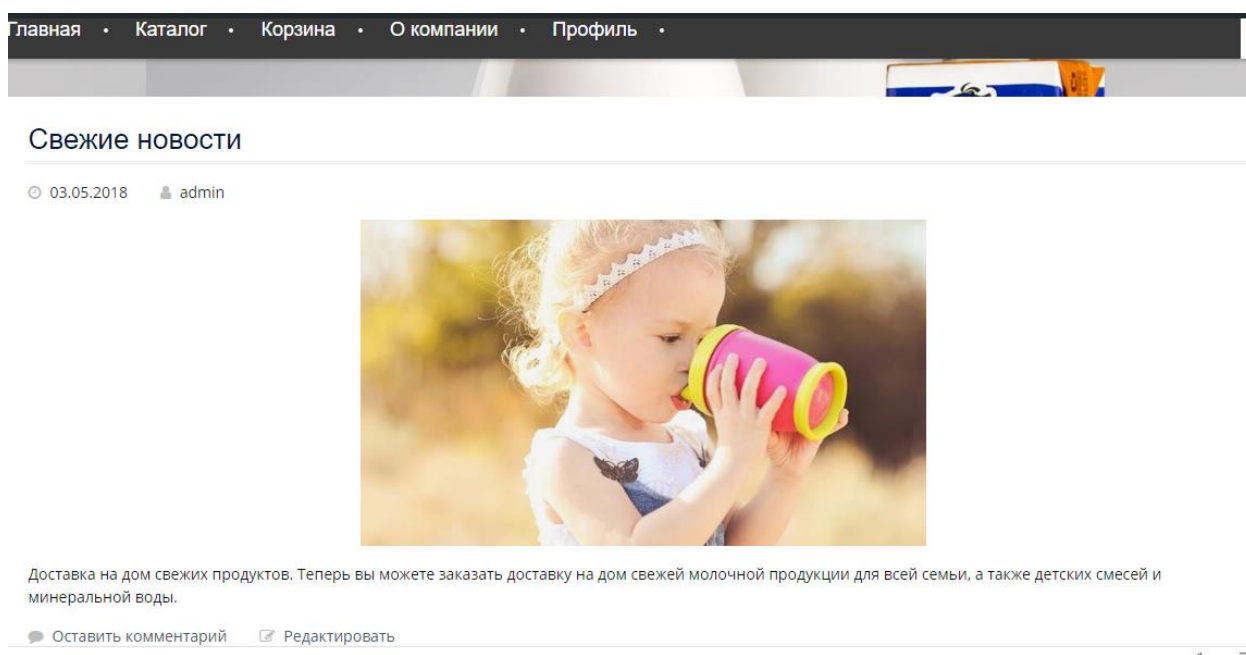 Главная • Каталог • Корзина • О компании • Профиль •
Свежие новости
03.05.2018 admin
Доставка на дом свежих продуктов. Теперь вы можете заказать доставку на дом свежей молочной продукции для всей семьи, а также детских смесей и
минеральной воды.
Оставить комментарий Редактировать